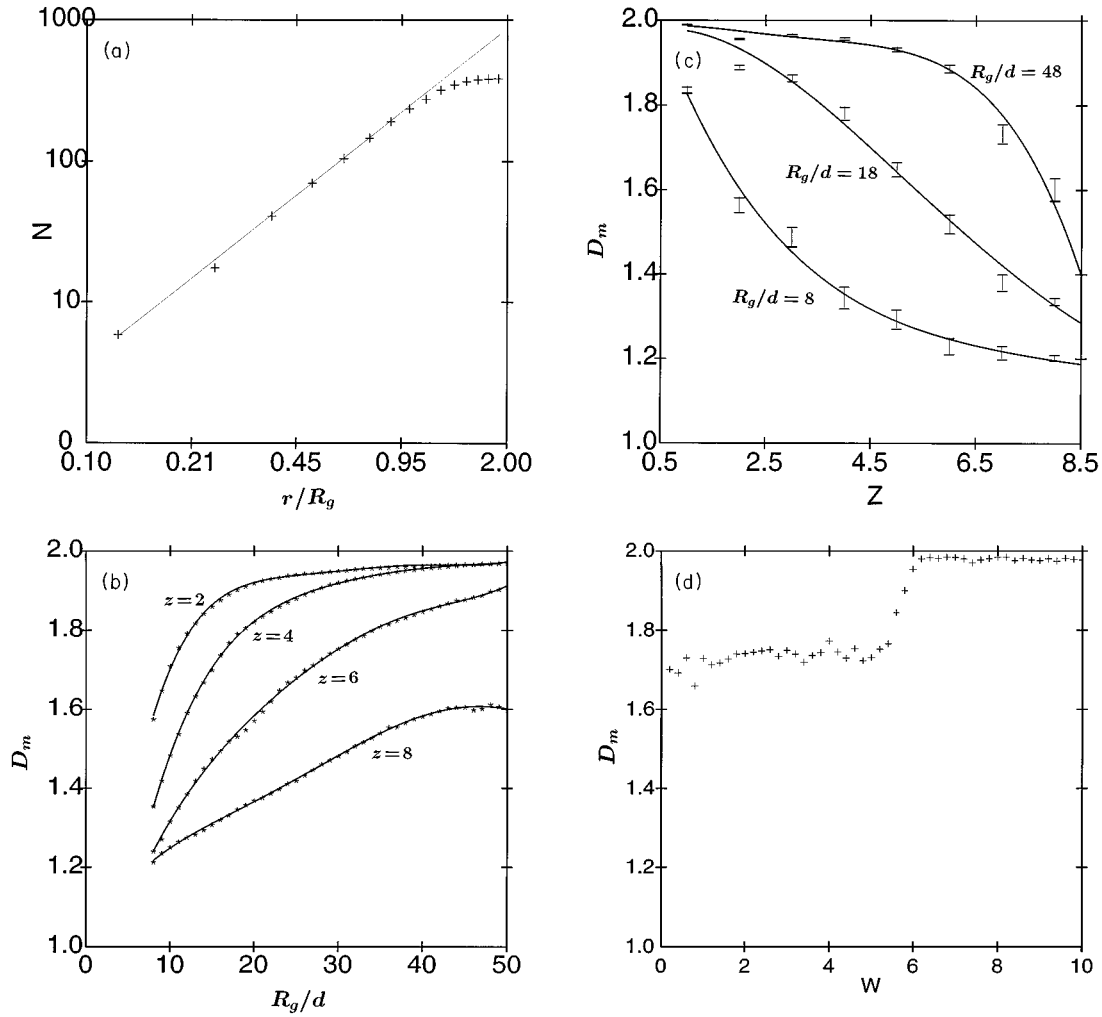 (a)
1000
100
10
0
N
0.10 0.21 0.45 0.95 2.00
r/R_g
(c)
2.0
1.8
1.6
1.4
1.2
1.0
D_m
R_g/d = 48
R_g/d = 18
R_g/d = 8
0.5 2.5 4.5 6.5 8.5
Z
(b)
2.0
1.8
1.6
1.4
1.2
1.0
D_m
z=2
z=4
z=6
z=8
0 10 20 30 40 50
R_g/d
(d)
2.0
1.8
1.6
1.4
1.2
1.0
D_m
0 2 4 6 8 10
W